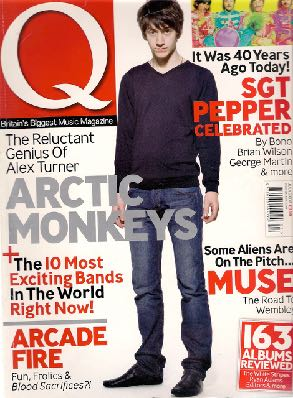 Q
Britain's Biggest Music Magazine
The Reluctant
Genius Of
Alex Turner
ARCTIC
MONKEYS
+
The 10 Most
Exciting Bands
In The World
Right Now!
ARCADE
FIRE
Fun, Frolics &
Blood Sacrifices?!
It Was 40 Years
Ago Today!
SGT
PEPPER
CELEBRATED
By Bono
Brian Wilson
George Martin
& more
Some Aliens Are
On The Pitch...
MUSE
The Road To
Wembley
163
ALBUMS
REVIEWED
The White Stripes
Ryan Adams
Editors & more